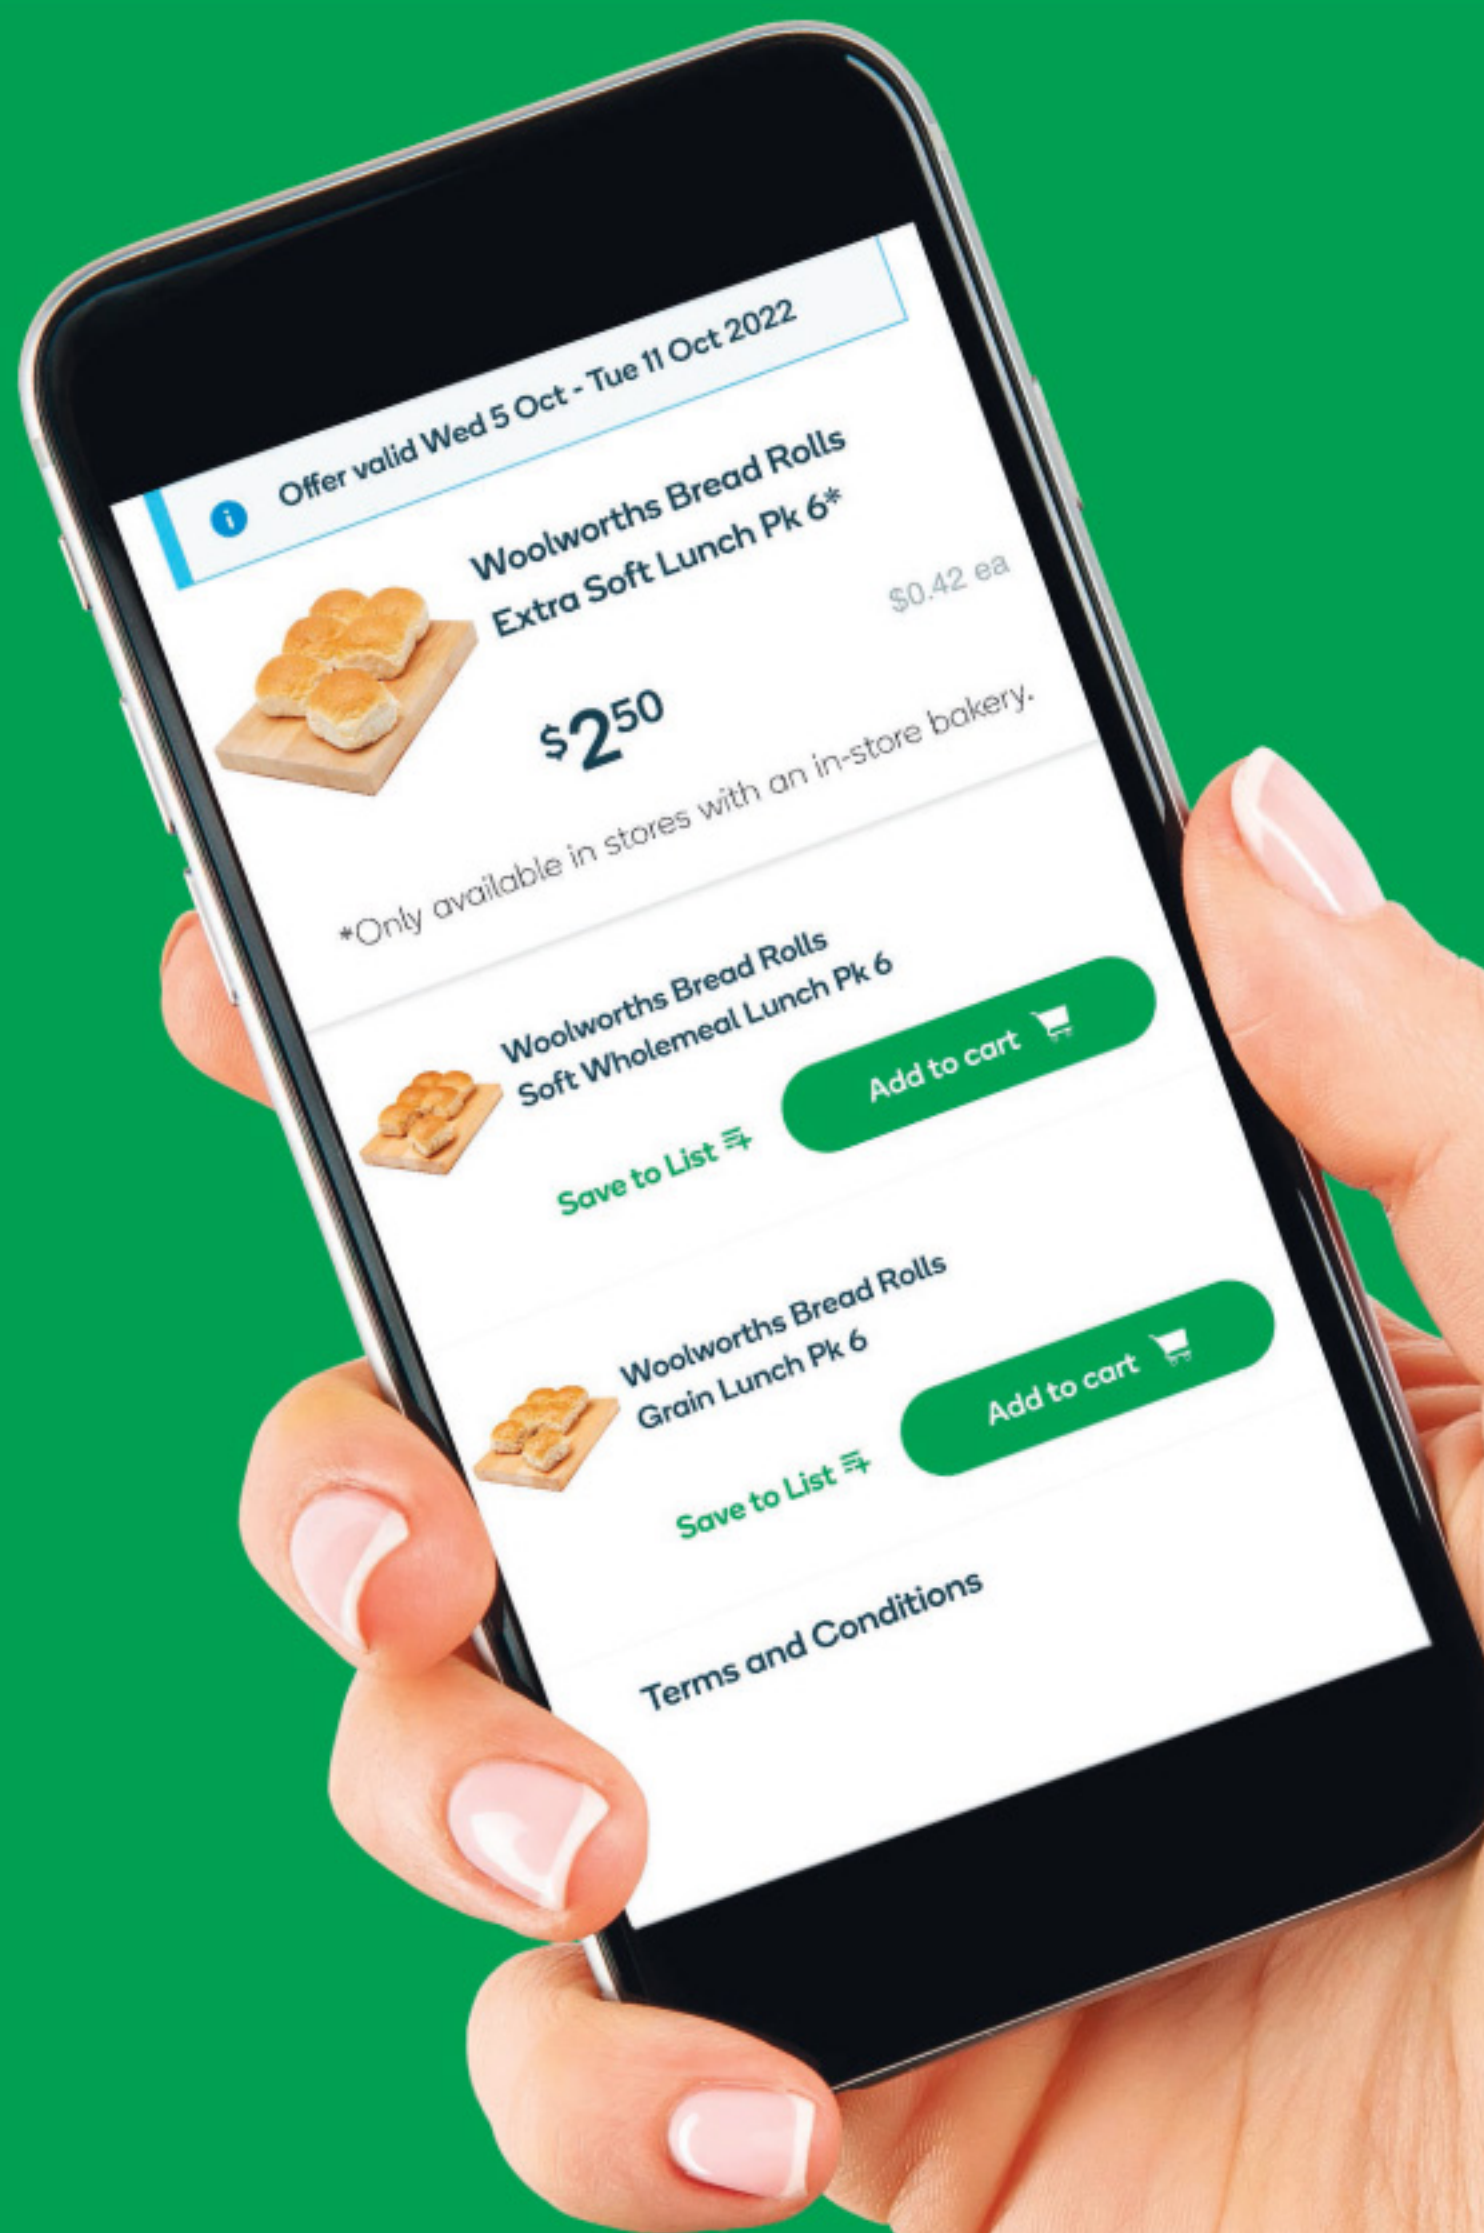 Offer valid Wed 5 Oct - Tue 11 Oct 2022
Woolworths Bread Rolls
Extra Soft Lunch Pk 6*
$0.42 ea
$2.50
*Only available in stores with an in-store bakery.
Woolworths Bread Rolls
Soft Wholemeal Lunch Pk 6
Save to List
Add to cart
Woolworths Bread Rolls
Grain Lunch Pk 6
Save to List
Add to cart
Terms and Conditions